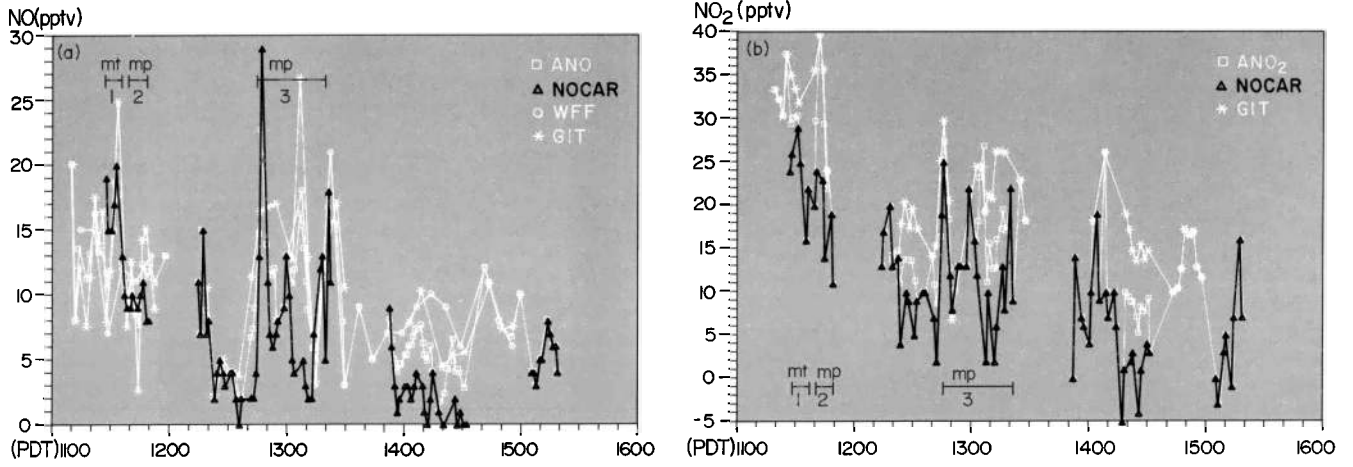 NO(pptv)
30
25
20
15
10
5
0
(a)
mt mp
1 2
mp
3
ANO
NOCAR
WFF
GIT
(PDT)1100 1200 1300 1400 1500 1600
NO₂(pptv)
40
35
30
25
20
15
10
5
0
-5
(b)
ANO₂
NOCAR
GIT
mt mp
1 2
mp
3
(PDT)1100 1200 1300 1400 1500 1600